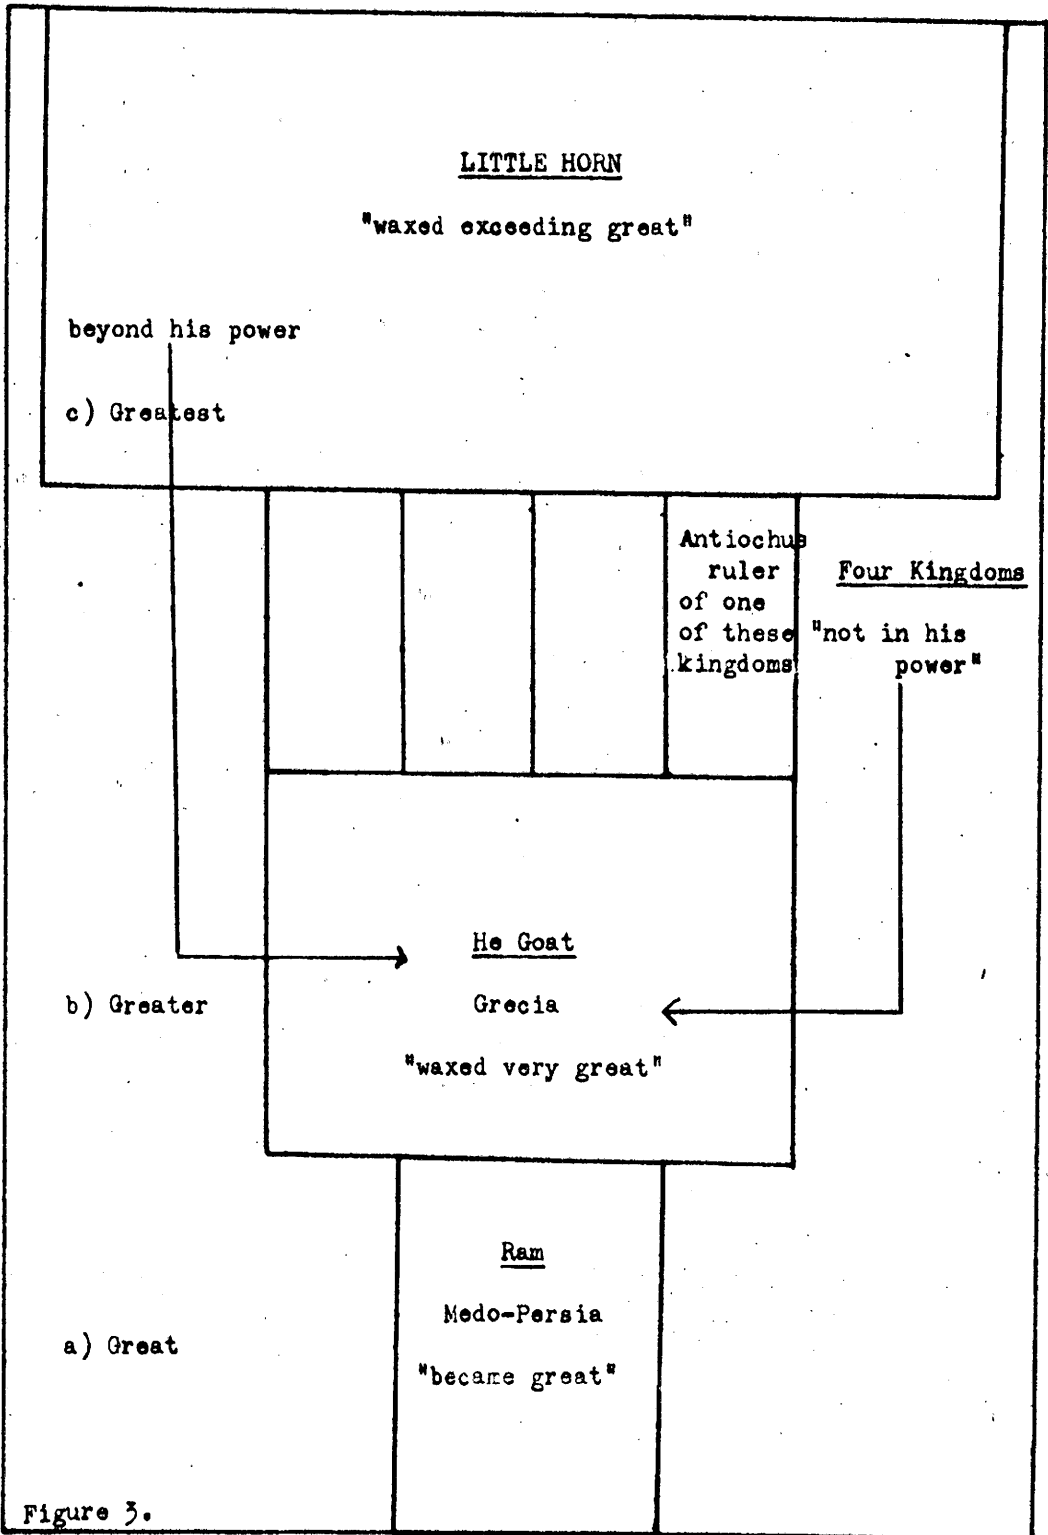 LITTLE HORN
"waxed exceeding great"
beyond his power
c) Greatest
Antiochus
ruler
of one
of these
kingdoms
Four Kingdoms
"not in his
power"
He Goat
b) Greater
Grecia
"waxed very great"
Ram
Medo-Persia
a) Great
"became great"
Figure 3.